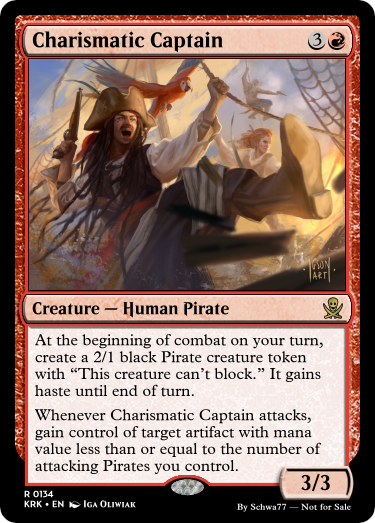 Charismatic Captain 3
Creature — Human Pirate
At the beginning of combat on your turn,
create a 2/1 black Pirate creature token
with “This creature can’t block.” It gains
haste until end of turn.
Whenever Charismatic Captain attacks,
gain control of target artifact with mana
value less than or equal to the number of
attacking Pirates you control.
3/3
R 0134
KRK • EN Iga Oliwiak
By Schwa77 — Not for Sale